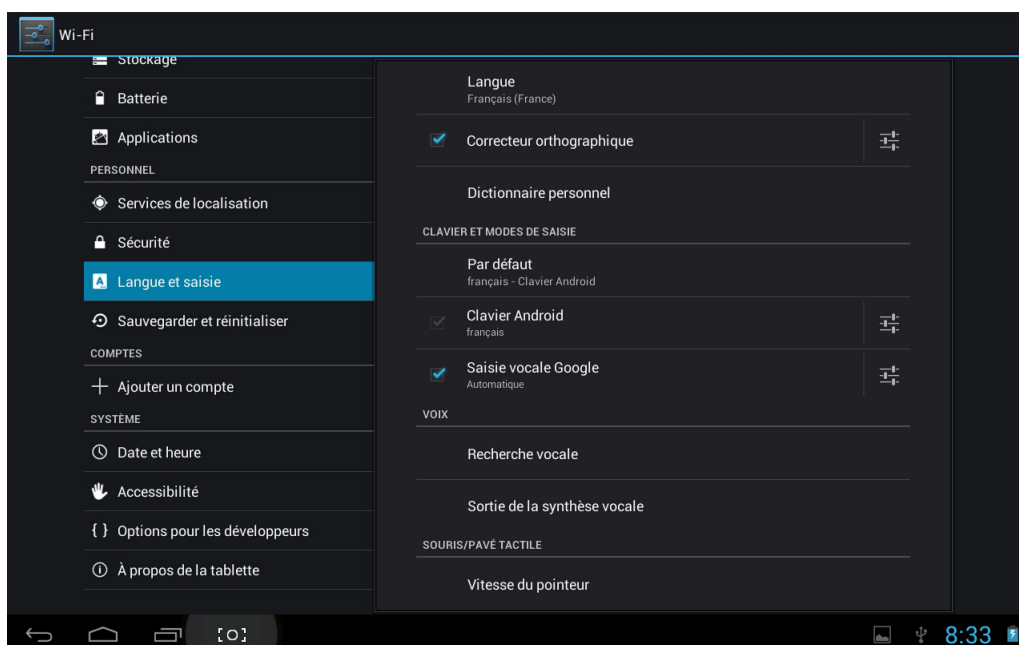 Wi-Fi
Stockage
Batterie
Applications
PERSONNEL
Services de localisation
Sécurité
Langue et saisie
Sauvegarder et réinitialiser
COMPTES
Ajouter un compte
SYSTÈME
Date et heure
Accessibilité
{ } Options pour les développeurs
À propos de la tablette
Langue
Français (France)
Correcteur orthographique
Dictionnaire personnel
CLAVIER ET MODES DE SAISIE
Par défaut
français - Clavier Android
Clavier Android
français
Saisie vocale Google
Automatique
VOIX
Recherche vocale
Sortie de la synthèse vocale
SOURIS/PAVÉ TACTILE
Vitesse du pointeur
8:33